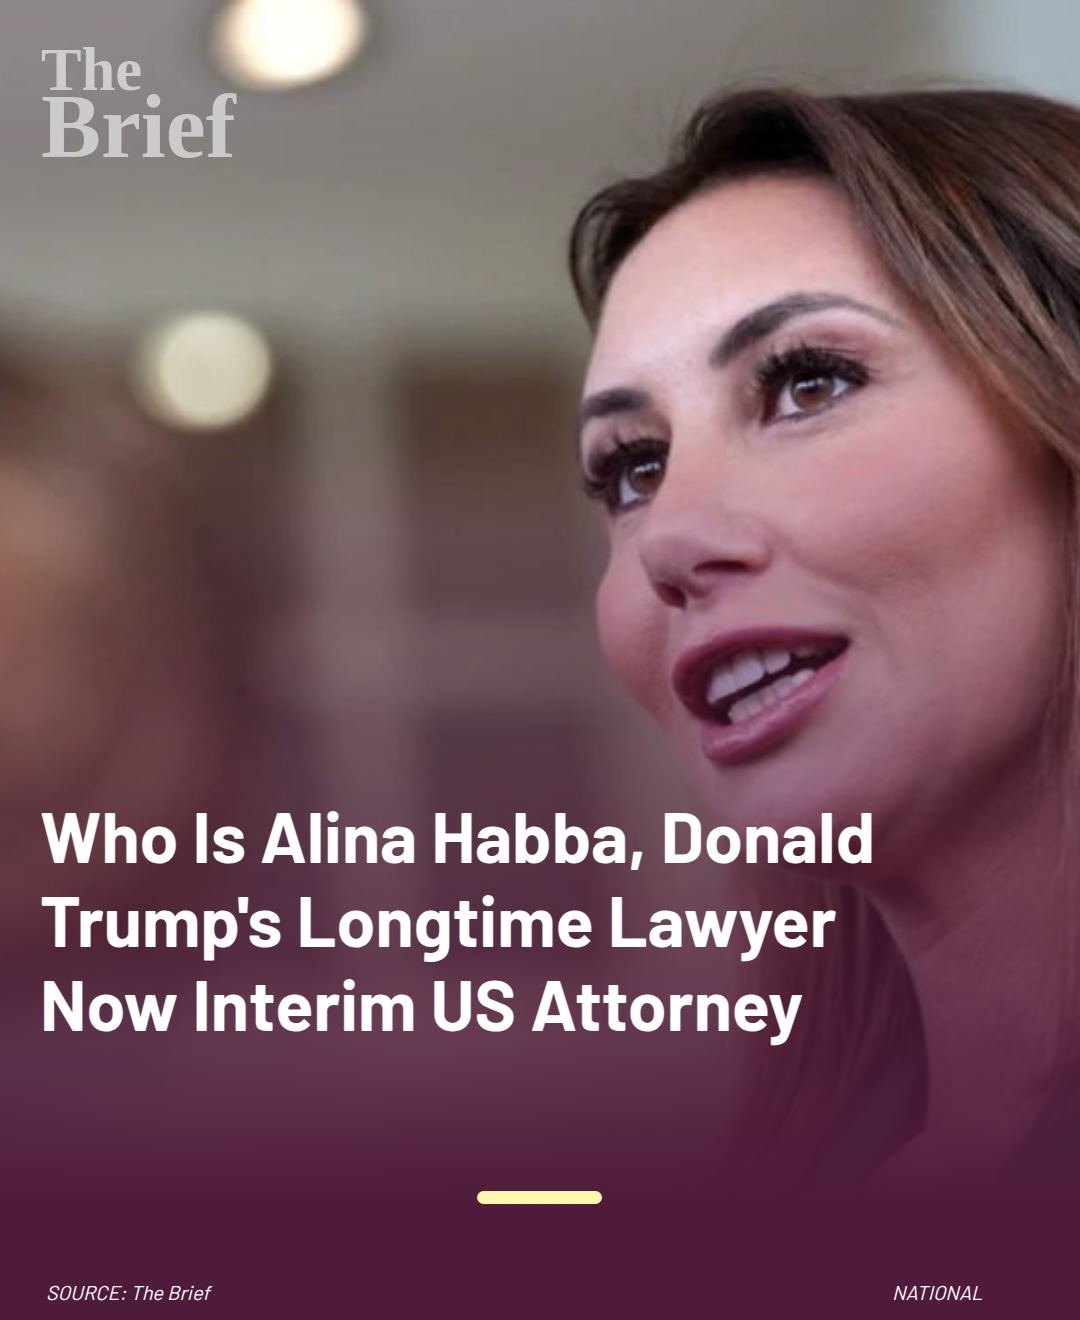 The
Brief
Who Is Alina Habba, Donald
Trump's Longtime Lawyer
Now Interim US Attorney
SOURCE: The Brief
NATIONAL